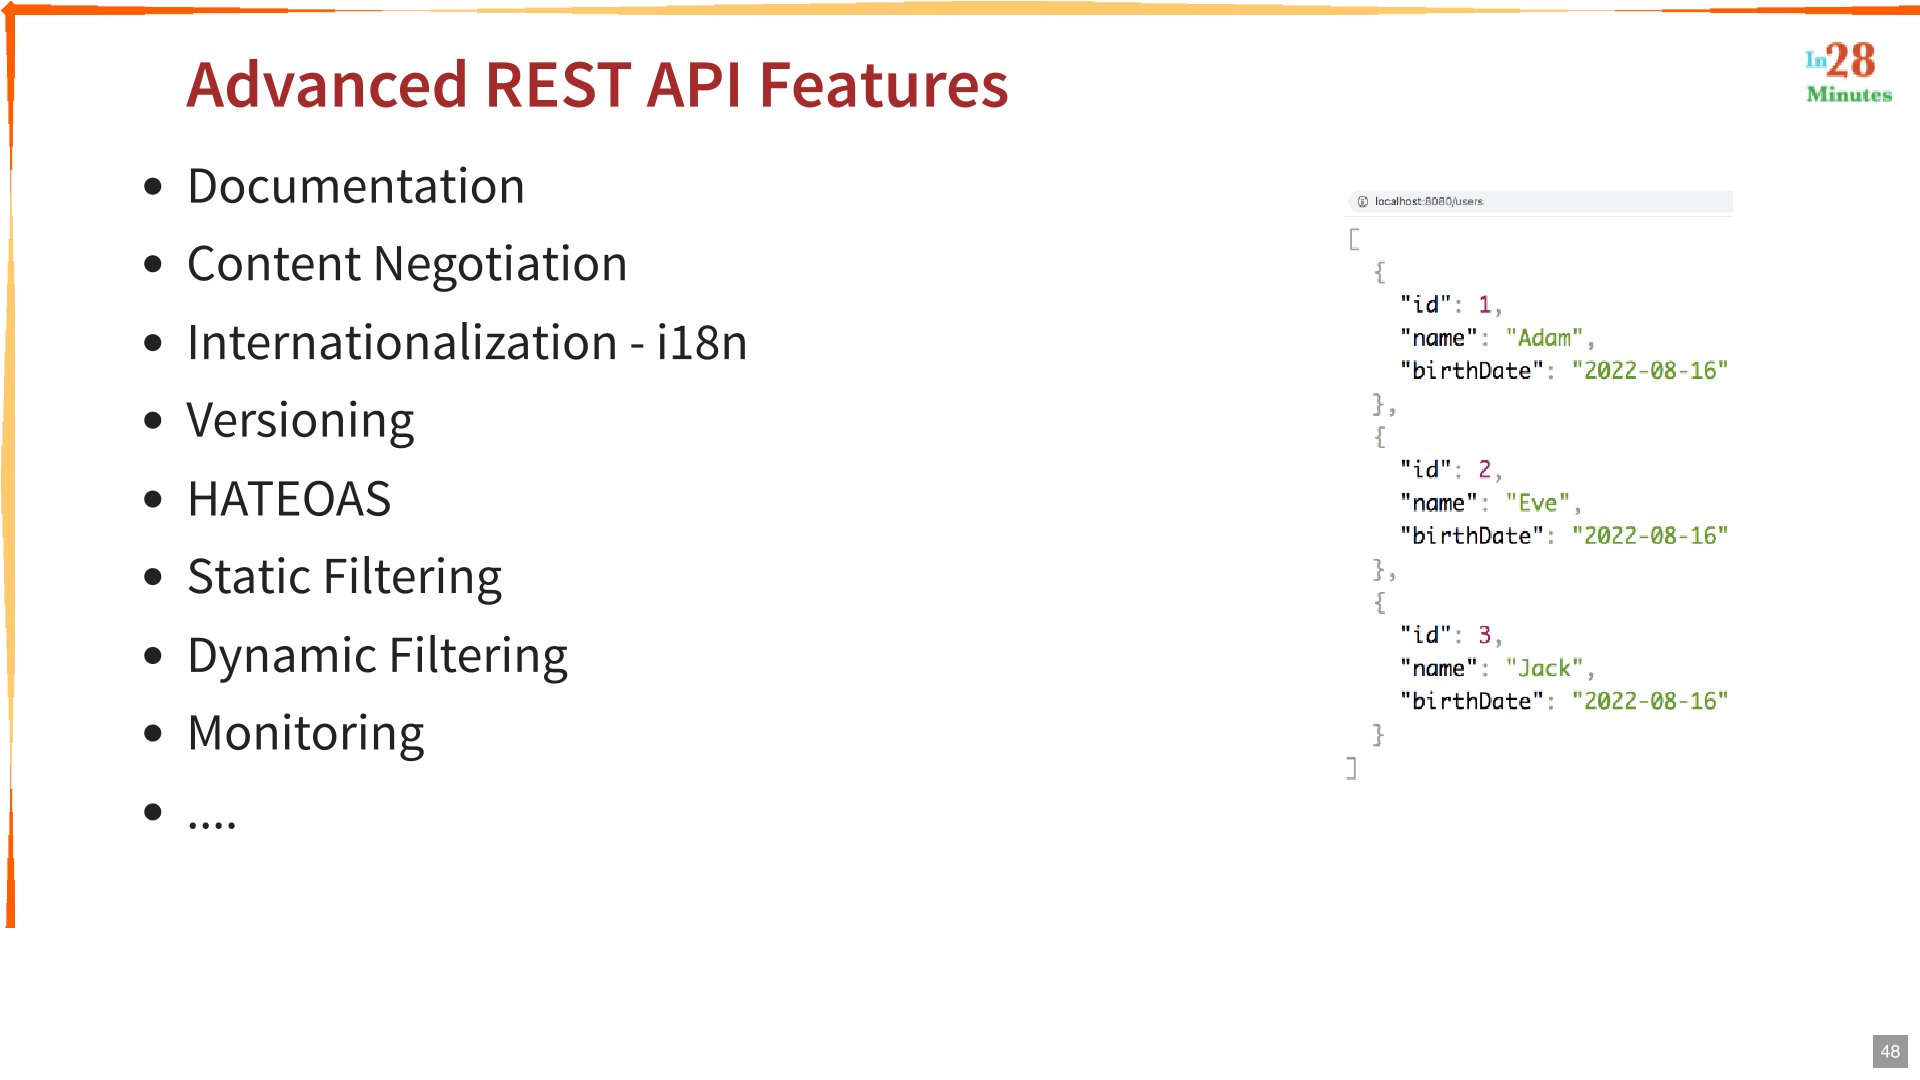 Advanced REST API Features
In28
Minutes
• Documentation
• Content Negotiation
• Internationalization - i18n
• Versioning
• HATEOAS
• Static Filtering
• Dynamic Filtering
• Monitoring
• ....
localhost:8080/users
[
{
"id": 1,
"name": "Adam",
"birthDate": "2022-08-16"
},
{
"id": 2,
"name": "Eve",
"birthDate": "2022-08-16"
},
{
"id": 3,
"name": "Jack",
"birthDate": "2022-08-16"
}
]
48